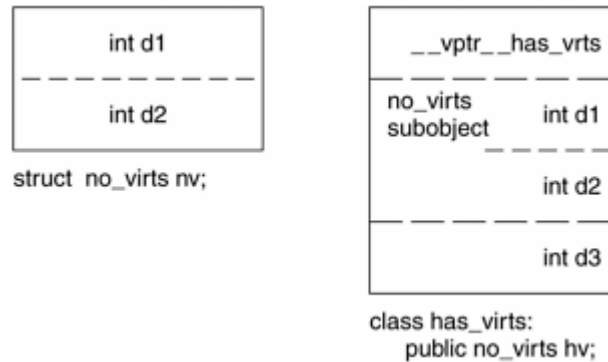 int d1
int d2
struct no_virts nv;
__vptr__has_vrts
no_virts
subobject
int d1
int d2
int d3
class has_virts:
public no_virts hv;